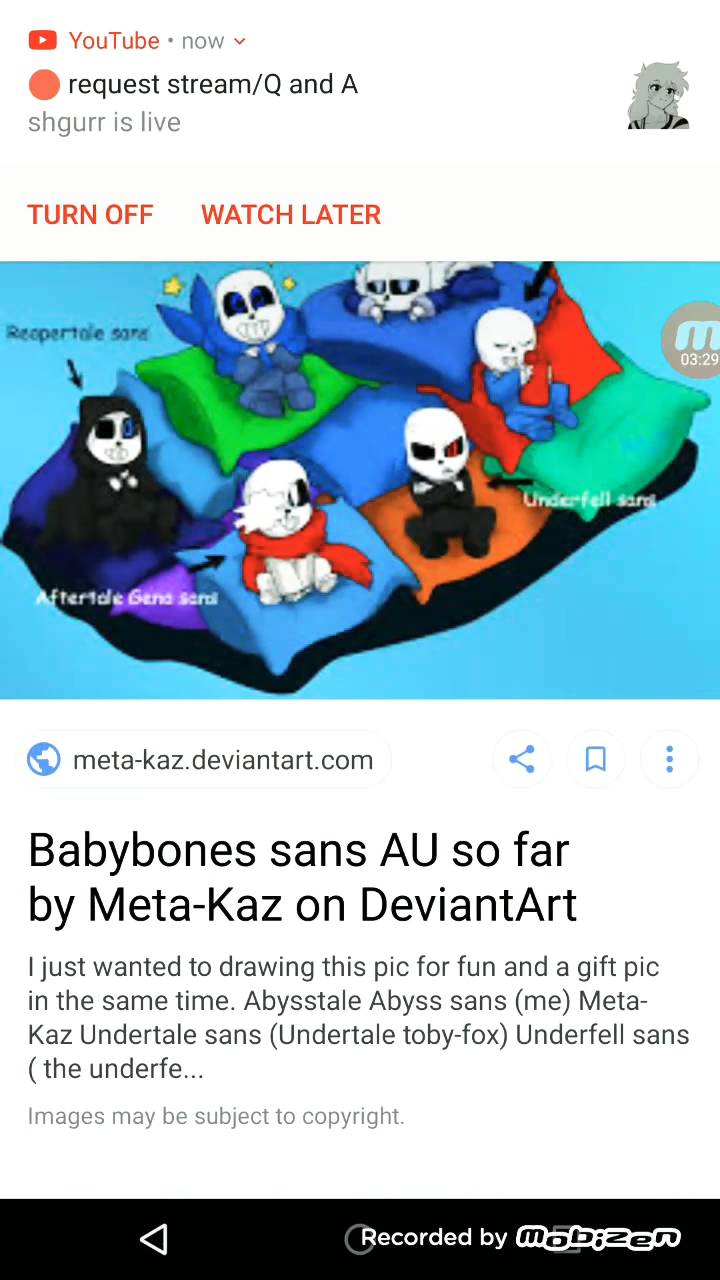 YouTube • now
request stream/Q and A
shgurr is live
TURN OFF WATCH LATER
Reapertale sans
03:29
Underfell sans
Aftertale Geno sans
meta-kaz.deviantart.com
Babybones sans AU so far
by Meta-Kaz on DeviantArt
I just wanted to drawing this pic for fun and a gift pic
in the same time. Abysstale Abyss sans (me) Meta-
Kaz Undertale sans (Undertale toby-fox) Underfell sans
( the underfe...
Images may be subject to copyright.
Recorded by mobizen